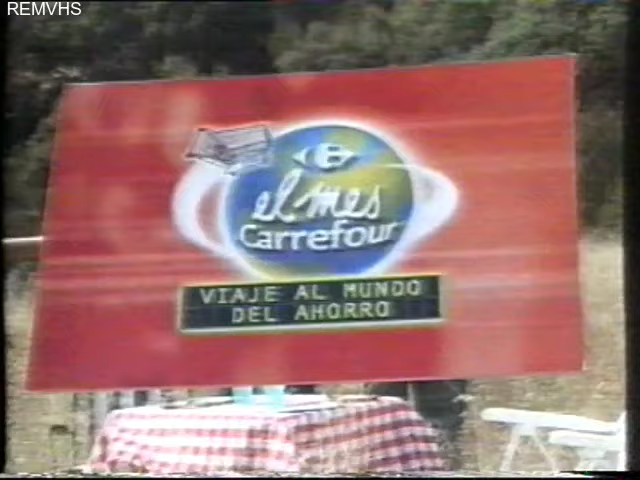 REMVHS
el mes
Carrefour
VIAJE AL MUNDO
DEL AHORRO